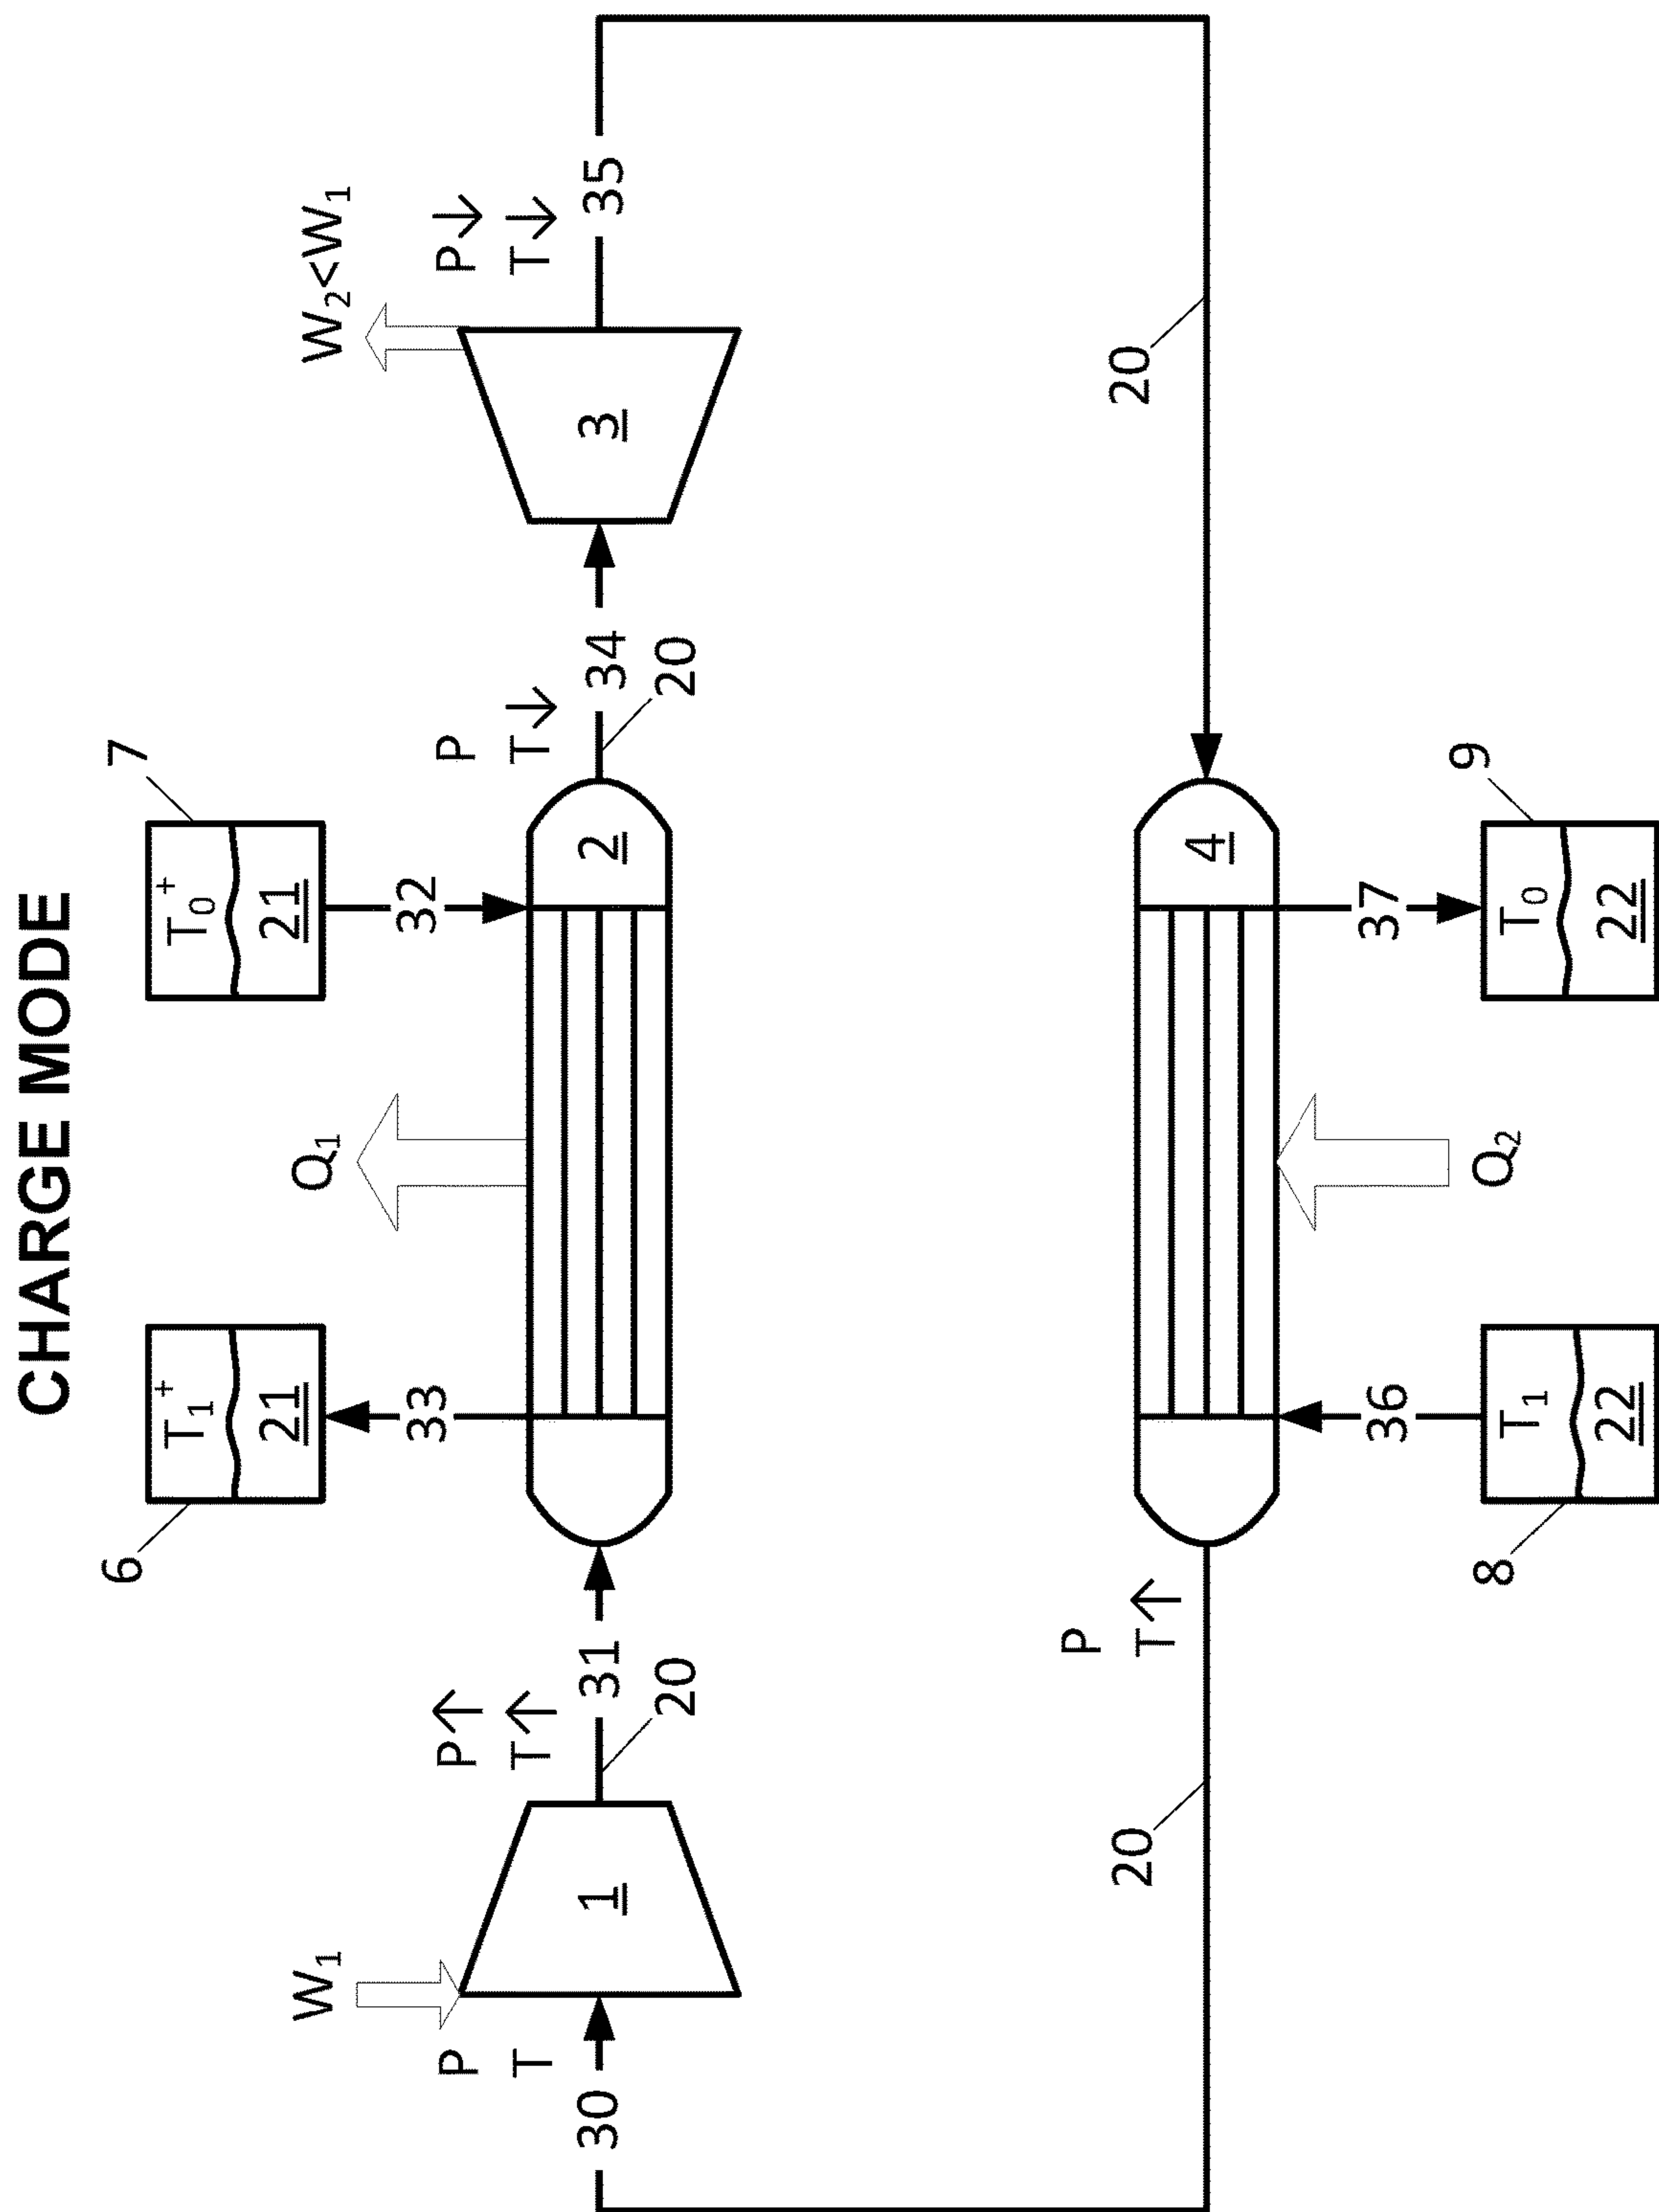 CHARGE MODE
6
7
T₁⁺
21
T₀⁺
21
33
Q₁
32
W₁
W₂<W₁
P
T
P↑
T↑
P
T↓
P↓
T↓
30
1
31
20
2
34
20
3
35
P
T↑
20
4
20
36
Q₂
37
T₁
22
T₀
22
8
9